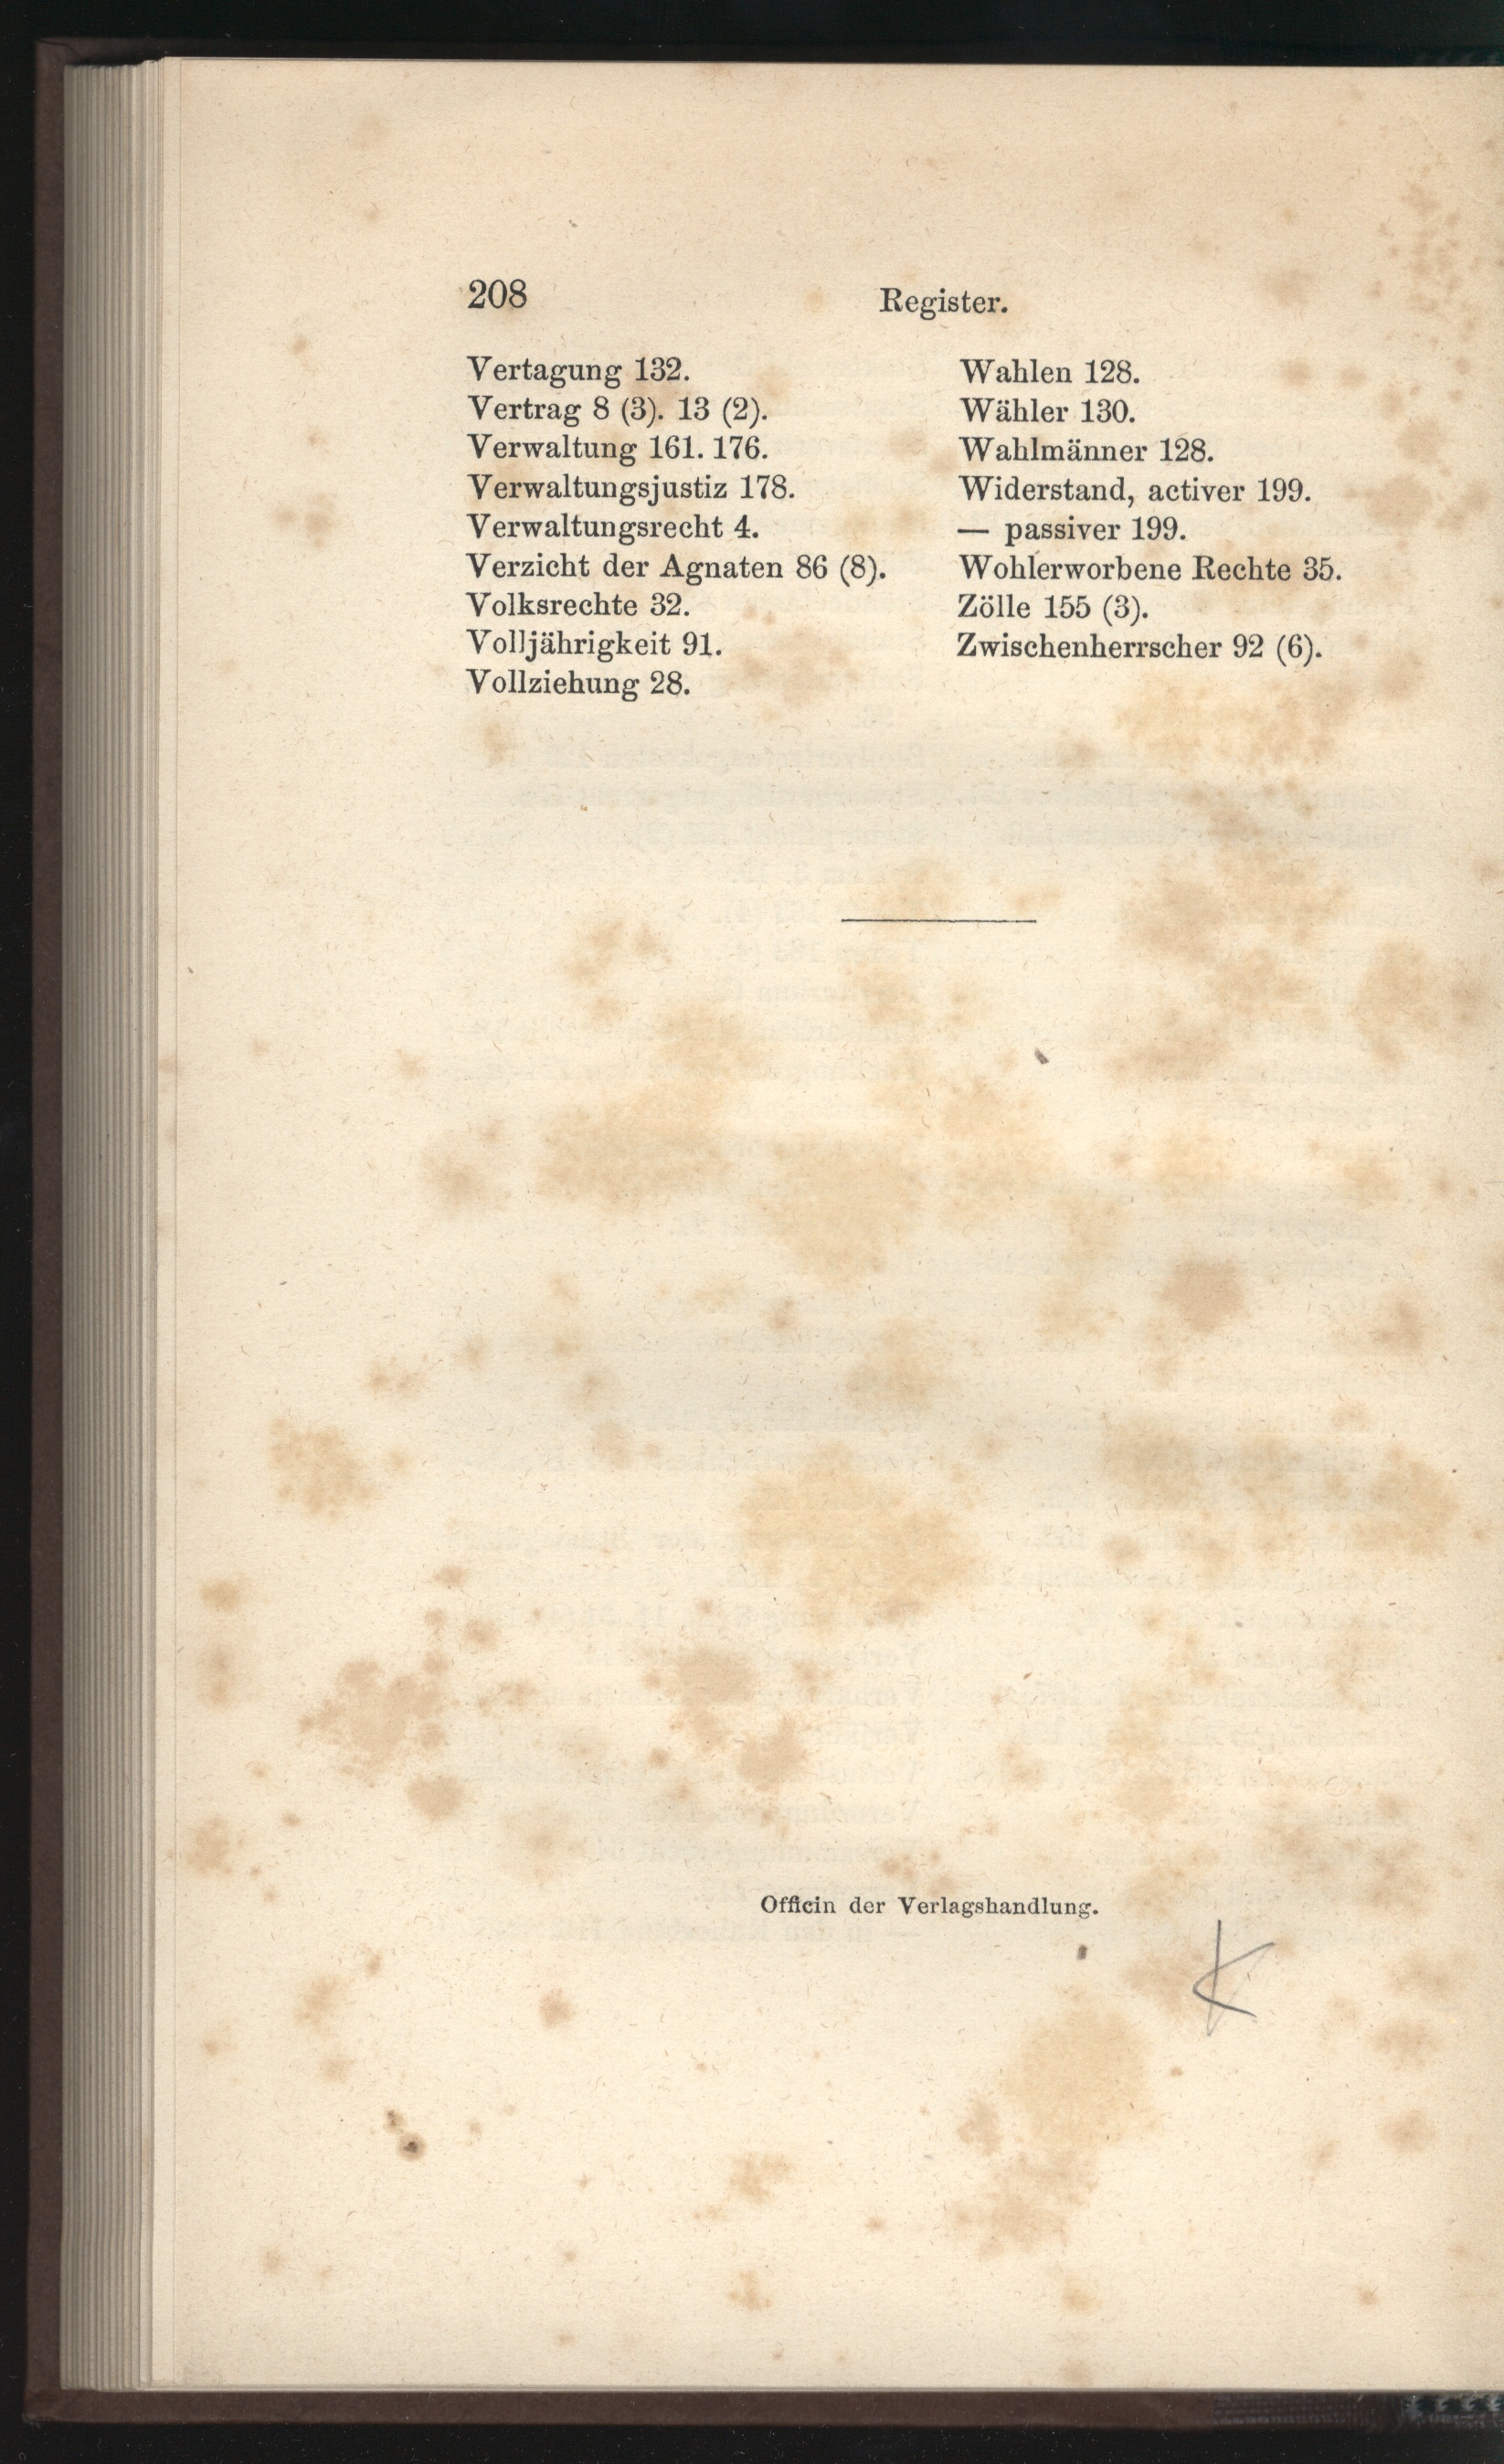 208
Register.
Vertagung 132.
Vertrag 8 (3). 13 (2).
Verwaltung 161. 176.
Verwaltungsjustiz 178.
Verwaltungsrecht 4.
Verzicht der Agnaten 86 (8).
Volksrechte 32.
Volljährigkeit 91.
Vollziehung 28.
Wahlen 128.
Wähler 130.
Wahlmänner 128.
Widerstand, activer 199.
— passiver 199.
Wohlerworbene Rechte 35.
Zölle 155 (3).
Zwischenherrscher 92 (6).
Officin der Verlagshandlung.